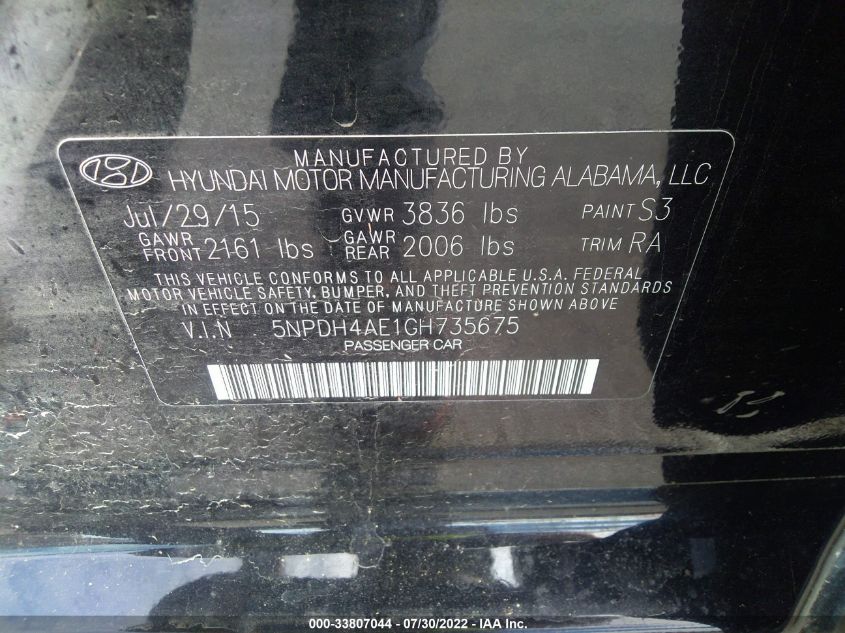 MANUFACTURED BY
HYUNDAI MOTOR MANUFACTURING ALABAMA, LLC
Jul/29/15 GVWR 3836 lbs PAINT S3
GAWR FRONT 2161 lbs GAWR REAR 2006 lbs TRIM RA
THIS VEHICLE CONFORMS TO ALL APPLICABLE U.S.A. FEDERAL
MOTOR VEHICLE SAFETY, BUMPER, AND THEFT PREVENTION STANDARDS
IN EFFECT ON THE DATE OF MANUFACTURE SHOWN ABOVE
V.I.N 5NPDH4AE1GH735675
PASSENGER CAR
000-33807044 - 07/30/2022 - IAA Inc.